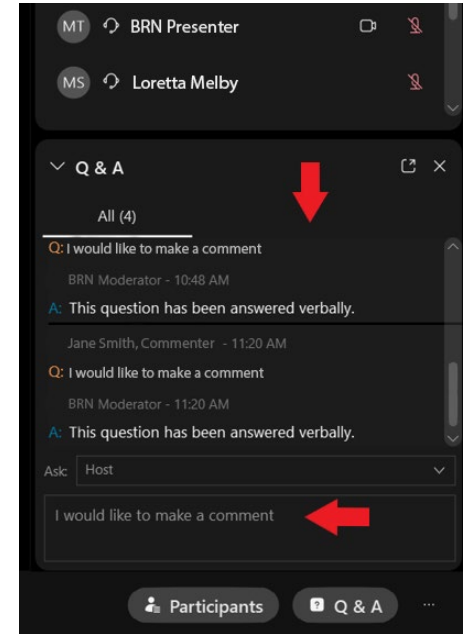 MT BRN Presenter
MS Loretta Melby
Q & A
All (4)
Q: I would like to make a comment
BRN Moderator - 10:48 AM
A: This question has been answered verbally.
Jane Smith, Commenter - 11:20 AM
Q: I would like to make a comment
BRN Moderator - 11:20 AM
A: This question has been answered verbally.
Ask: Host
I would like to make a comment
Participants ? Q & A ...